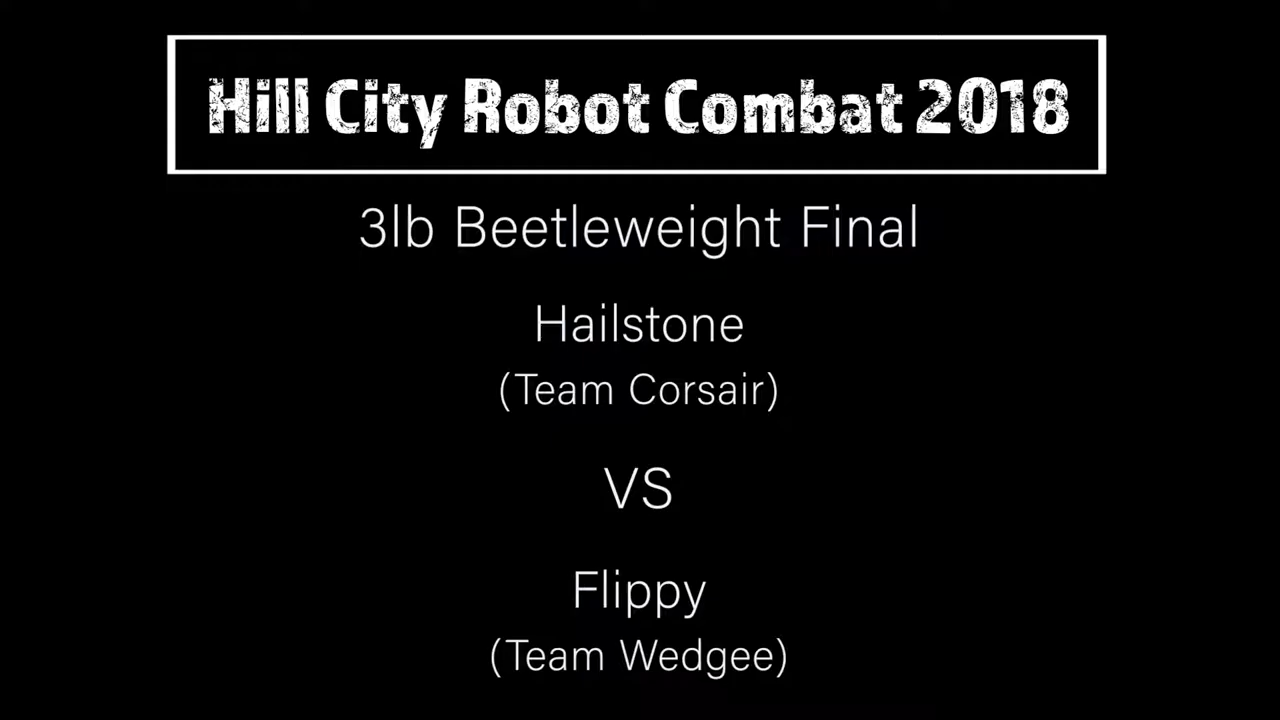 Hill City Robot Combat 2018
3lb Beetleweight Final
Hailstone
(Team Corsair)
VS
Flippy
(Team Wedgee)